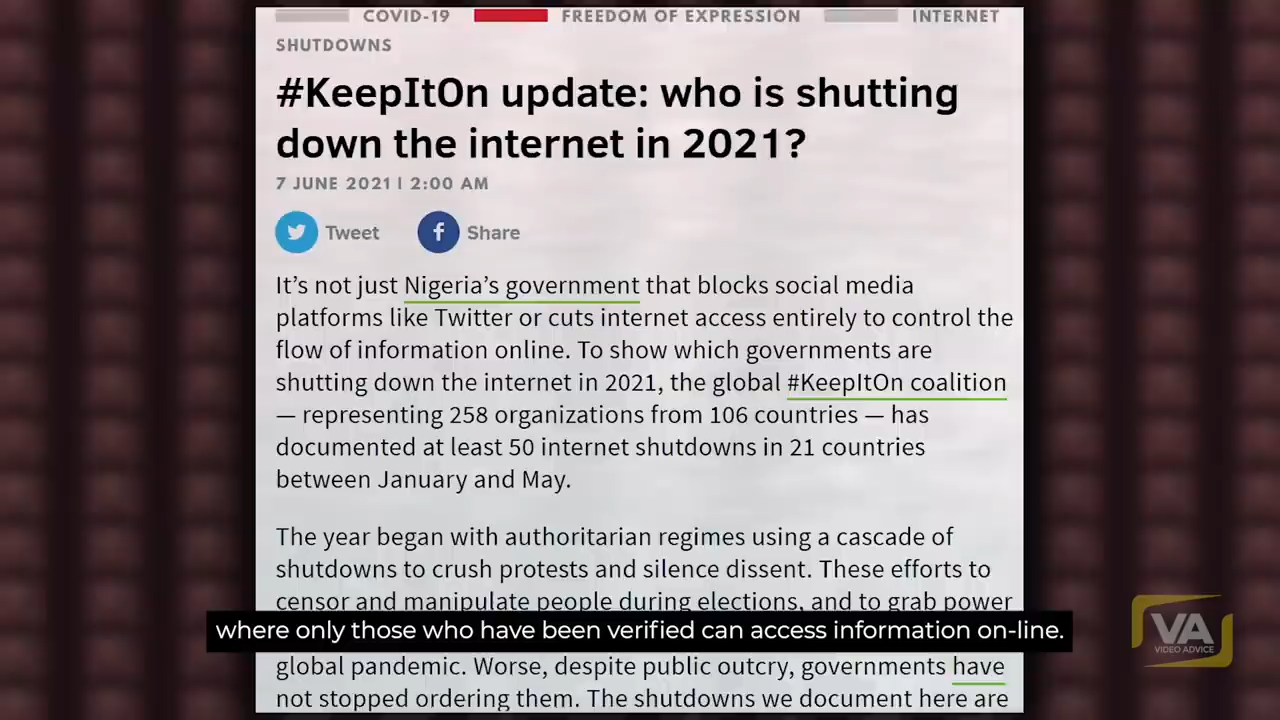 COVID-19 FREEDOM OF EXPRESSION INTERNET
SHUTDOWNS
#KeepItOn update: who is shutting
down the internet in 2021?
7 JUNE 2021 | 2:00 AM
Tweet Share
It's not just Nigeria's government that blocks social media
platforms like Twitter or cuts internet access entirely to control the
flow of information online. To show which governments are
shutting down the internet in 2021, the global #KeepItOn coalition
— representing 258 organizations from 106 countries — has
documented at least 50 internet shutdowns in 21 countries
between January and May.
The year began with authoritarian regimes using a cascade of
shutdowns to crush protests and silence dissent. These efforts to
censor and manipulate people during elections, and to grab power
where only those who have been verified can access information on-line.
global pandemic. Worse, despite public outcry, governments have
not stopped ordering them. The shutdowns we document here are
VA
VIDEO ADVICE